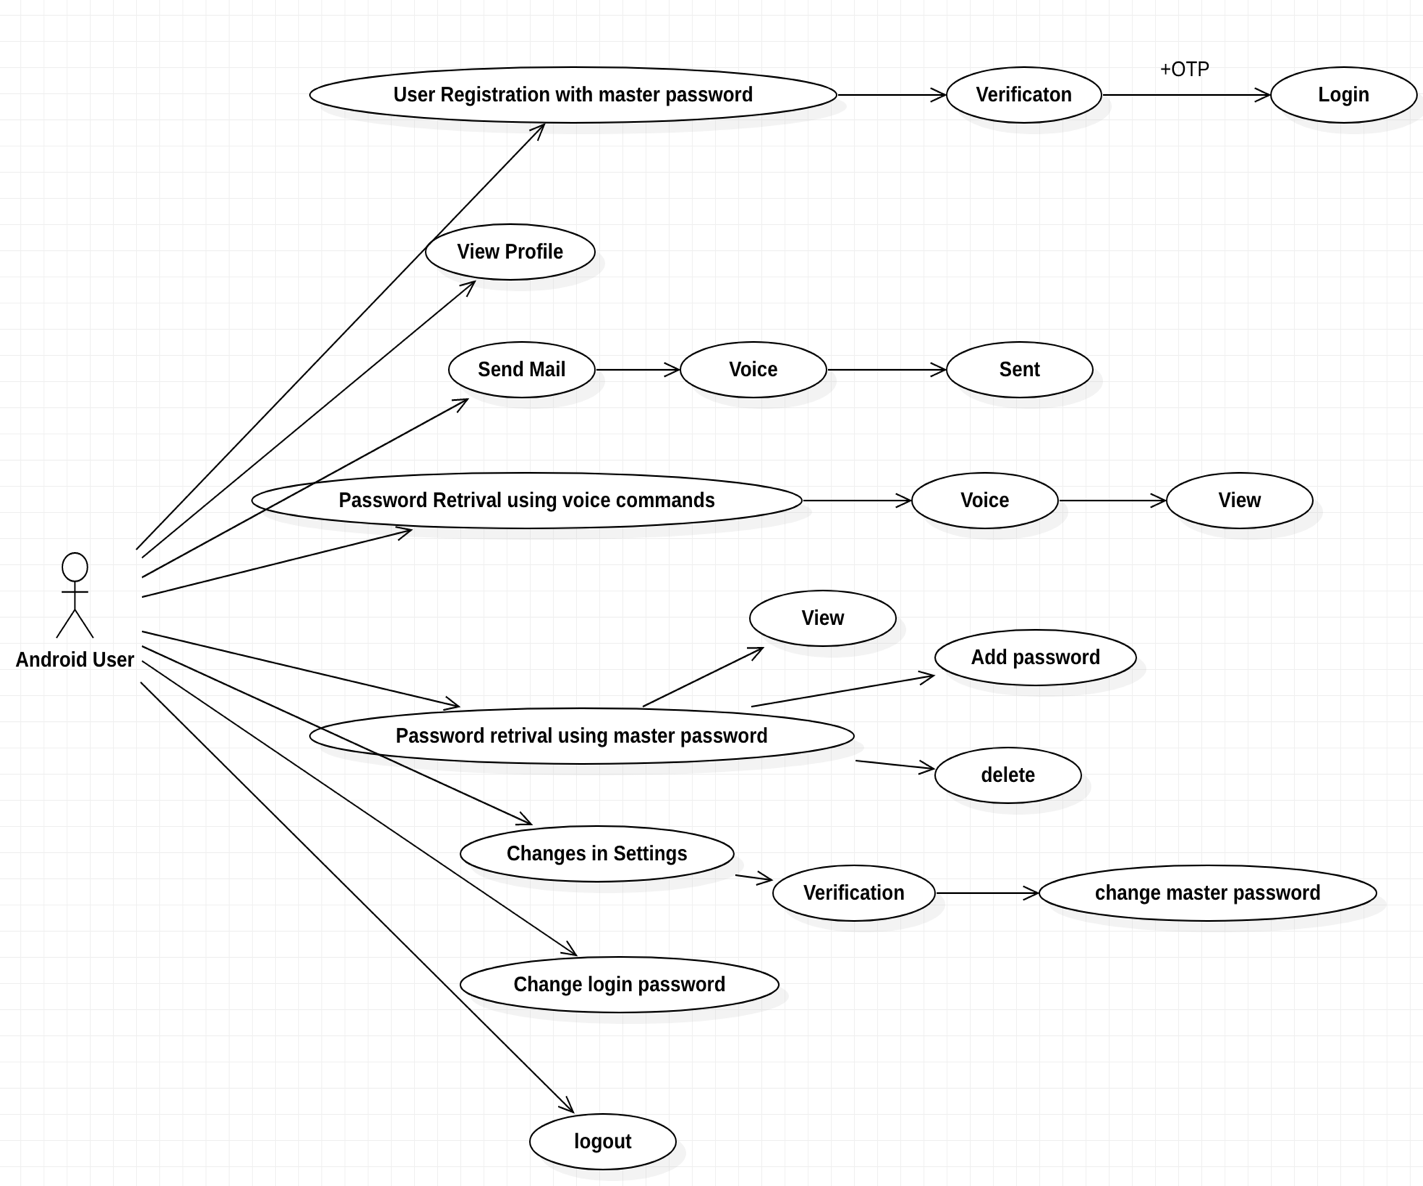 +OTP
User Registration with master password
Verificaton
Login
View Profile
Send Mail
Voice
Sent
Password Retrival using voice commands
Voice
View
View
Android User
Add password
Password retrival using master password
delete
Changes in Settings
Verification
change master password
Change login password
logout